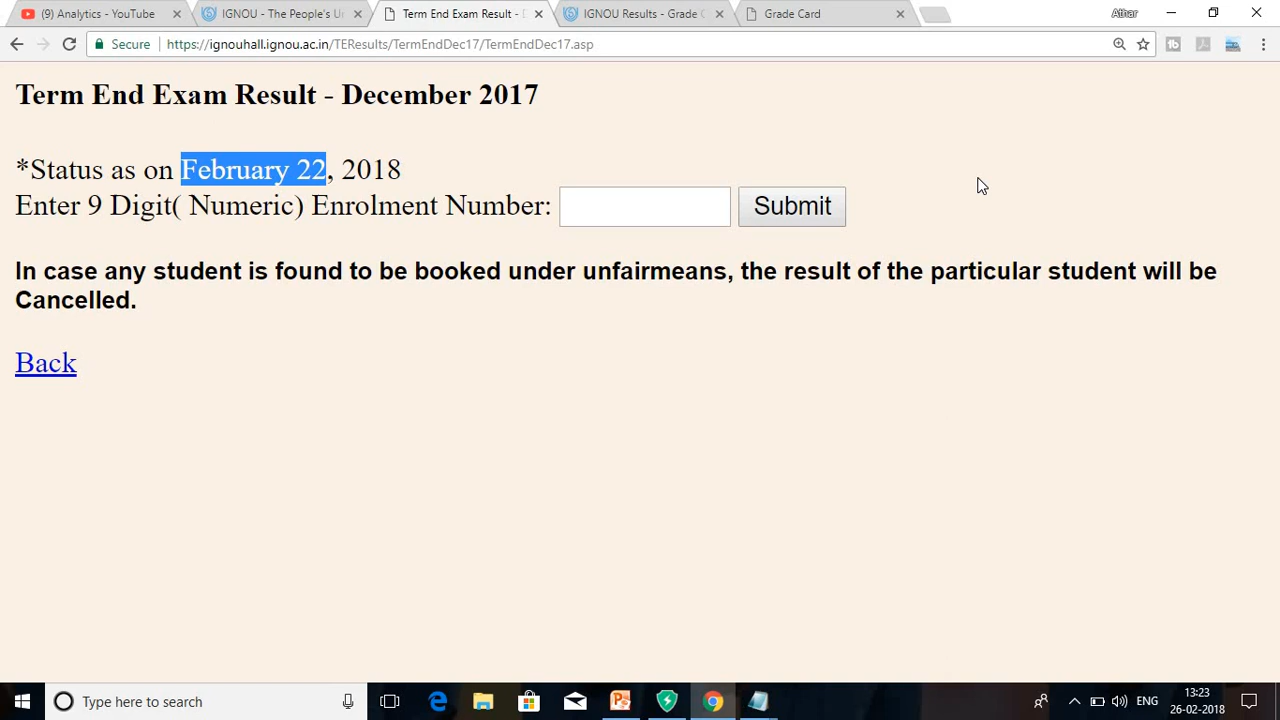 (9) Analytics - YouTube
IGNOU - The People's Un
Term End Exam Result - D
IGNOU Results - Grade C
Grade Card
Athar
Secure https://ignouhall.ignou.ac.in/TEResults/TermEndDec17/TermEndDec17.asp
Term End Exam Result - December 2017
*Status as on February 22, 2018
Enter 9 Digit( Numeric) Enrolment Number: Submit
In case any student is found to be booked under unfairmeans, the result of the particular student will be
Cancelled.
Back
Type here to search
ENG
13:23
26-02-2018